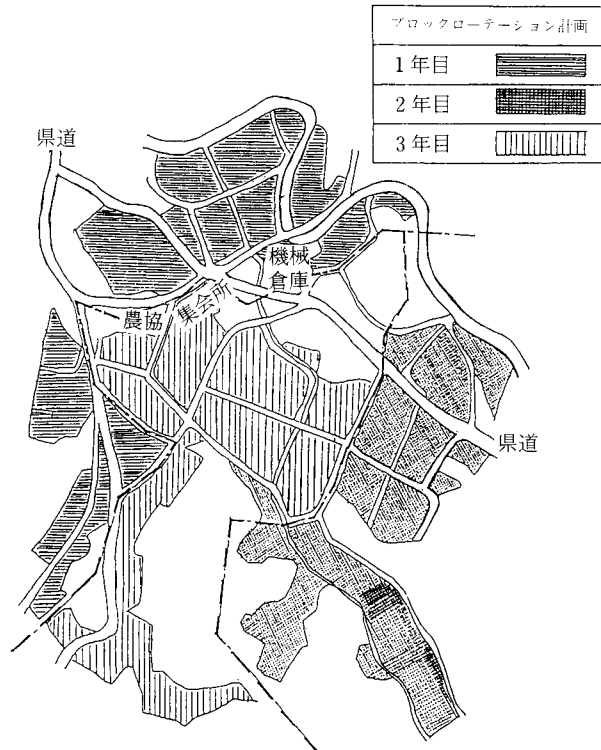 ブロックローテーション計画
1年目
2年目
3年目
県道
機械
倉庫
農協
集会所
県道